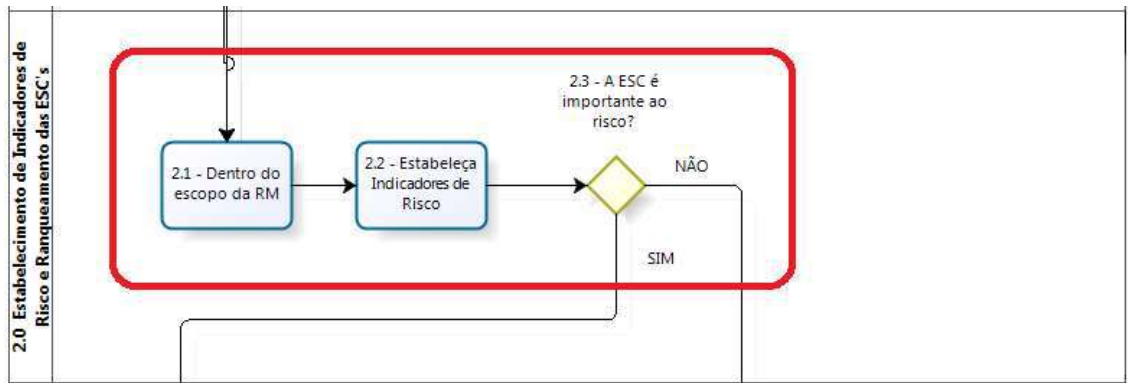 2.0 Estabelecimento de Indicadores de
Risco e Ranqueamento das ESC's
2.1 - Dentro do
escopo da RM
2.2 - Estabeleça
Indicadores de
Risco
2.3 - A ESC é
importante ao
risco?
NÃO
SIM